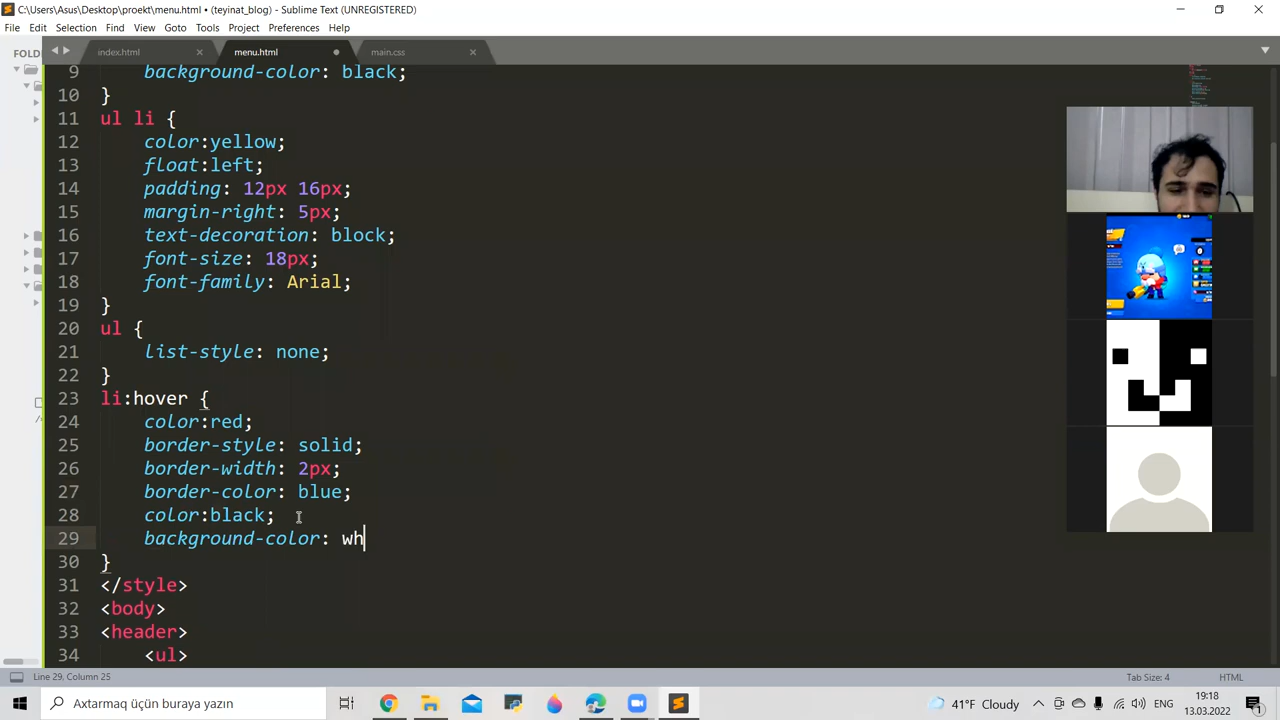 C:\Users\Asus\Desktop\proekt\menu.html • (teyinat_blog) - Sublime Text (UNREGISTERED)
File Edit Selection Find View Goto Tools Project Preferences Help
FOLD
index.html
menu.html
main.css
9 background-color: black;
10 }
11 ul li {
12 color:yellow;
13 float:left;
14 padding: 12px 16px;
15 margin-right: 5px;
16 text-decoration: block;
17 font-size: 18px;
18 font-family: Arial;
19 }
20 ul {
21 list-style: none;
22 }
23 li:hover {
24 color:red;
25 border-style: solid;
26 border-width: 2px;
27 border-color: blue;
28 color:black;
29 background-color: wh
30 }
31 </style>
32 <body>
33 <header>
34 <ul>
Line 29, Column 25
Tab Size: 4
HTML
Axtarmaq üçün buraya yazın
41°F Cloudy
ENG
19:18
13.03.2022